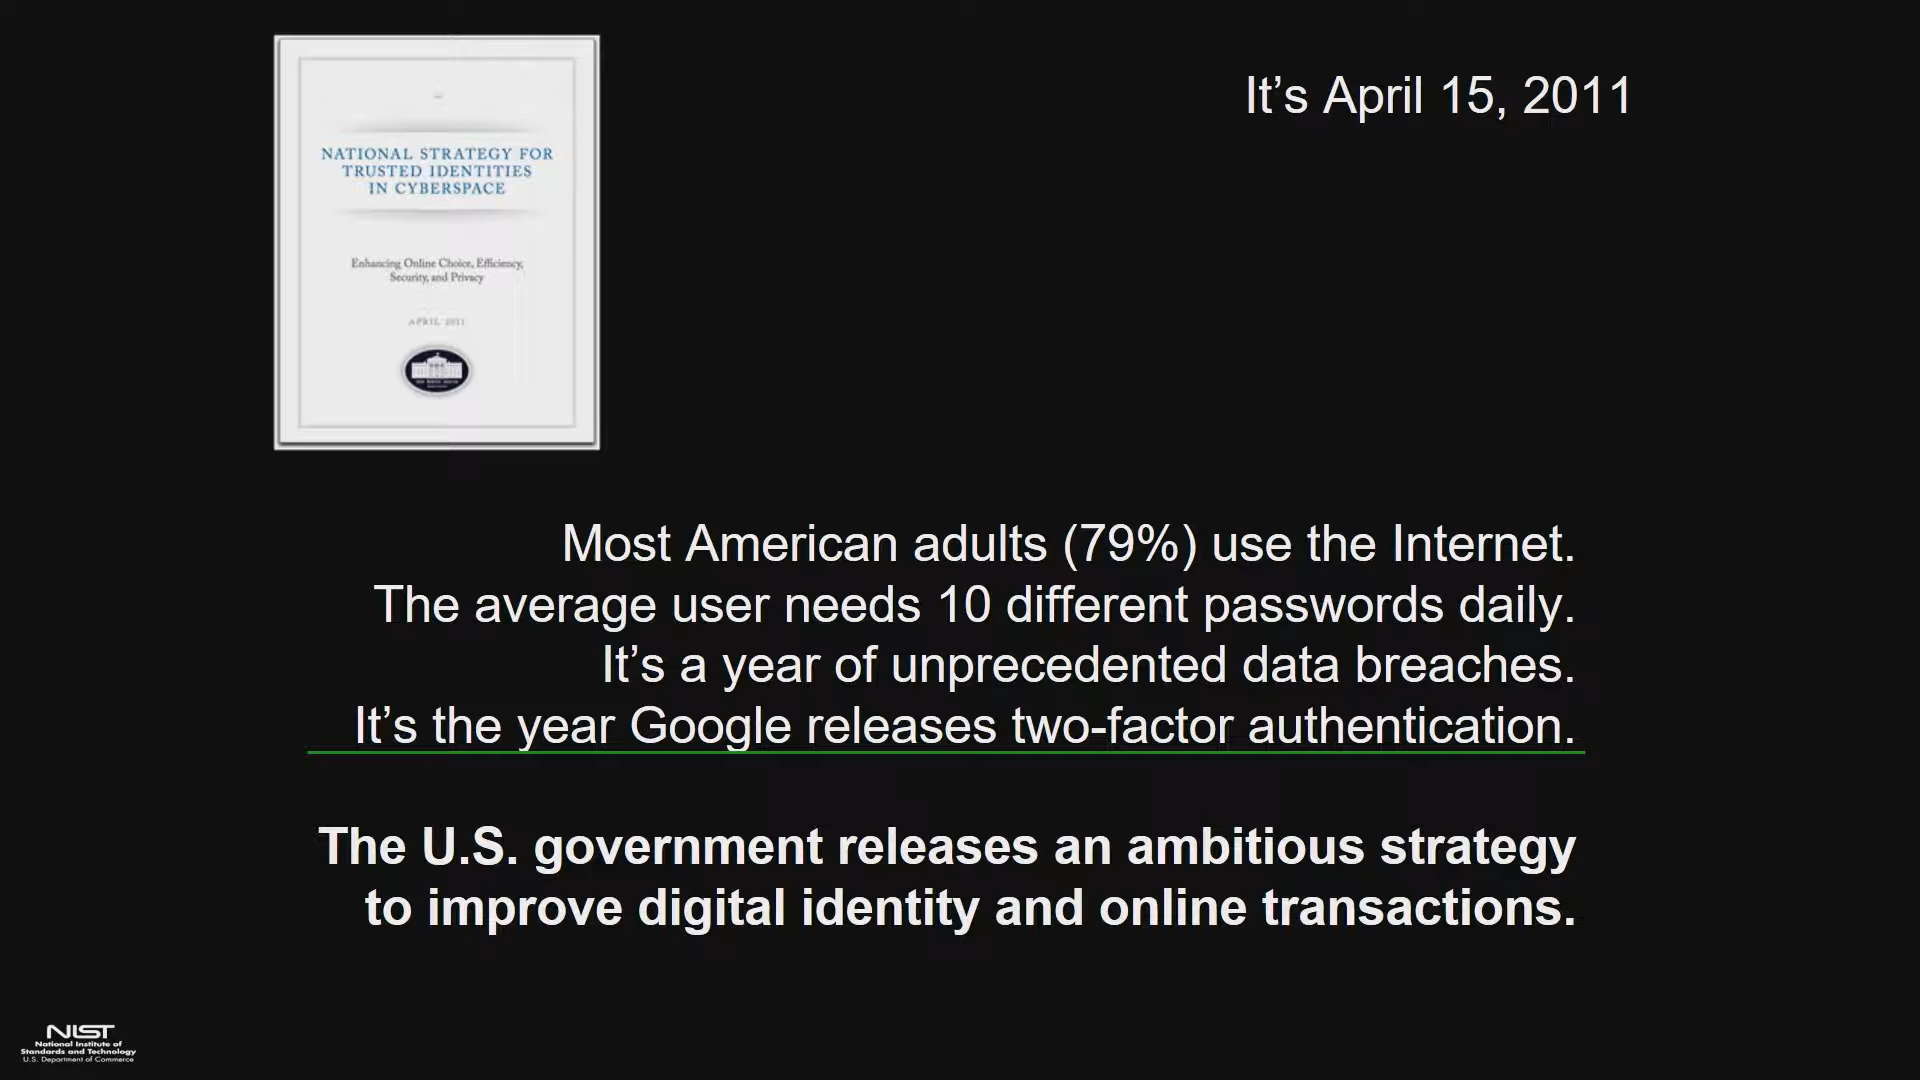 It’s April 15, 2011
NATIONAL STRATEGY FOR
TRUSTED IDENTITIES
IN CYBERSPACE
Enhancing Online Choice, Efficiency,
Security, and Privacy
APRIL 2011
Most American adults (79%) use the Internet.
The average user needs 10 different passwords daily.
It’s a year of unprecedented data breaches.
It’s the year Google releases two-factor authentication.
The U.S. government releases an ambitious strategy
to improve digital identity and online transactions.
NIST
National Institute of
Standards and Technology
U.S. Department of Commerce